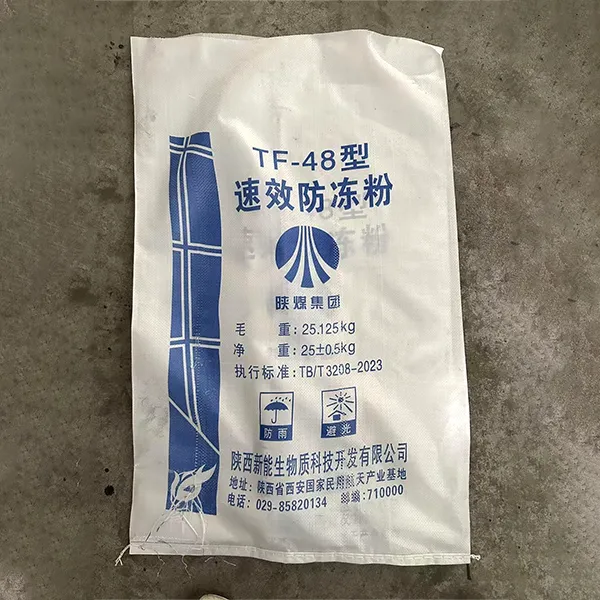 TF-48型
速效防冻粉
陕煤集团
毛 重: 25.125kg
净 重: 25±0.5kg
执行标准: TB/T3208-2023
防雨
避光
陕西新能生物质科技开发有限公司
地址: 陕西省西安国家民用航天产业基地
电话: 029-85820134 邮编:710000